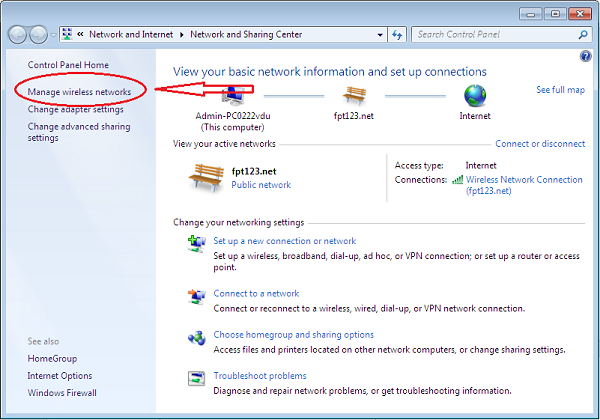 « Network and Internet ▸ Network and Sharing Center
Search Control Panel
Control Panel Home
Manage wireless networks
Change adapter settings
Change advanced sharing
settings
See also
HomeGroup
Internet Options
Windows Firewall
View your basic network information and set up connections
See full map
Admin-PC0222vdu
(This computer)
fpt123.net
Internet
View your active networks
Connect or disconnect
fpt123.net
Public network
Access type: Internet
Connections: Wireless Network Connection
(fpt123.net)
Change your networking settings
Set up a new connection or network
Set up a wireless, broadband, dial-up, ad hoc, or VPN connection; or set up a router or access
point.
Connect to a network
Connect or reconnect to a wireless, wired, dial-up, or VPN network connection.
Choose homegroup and sharing options
Access files and printers located on other network computers, or change sharing settings.
Troubleshoot problems
Diagnose and repair network problems, or get troubleshooting information.